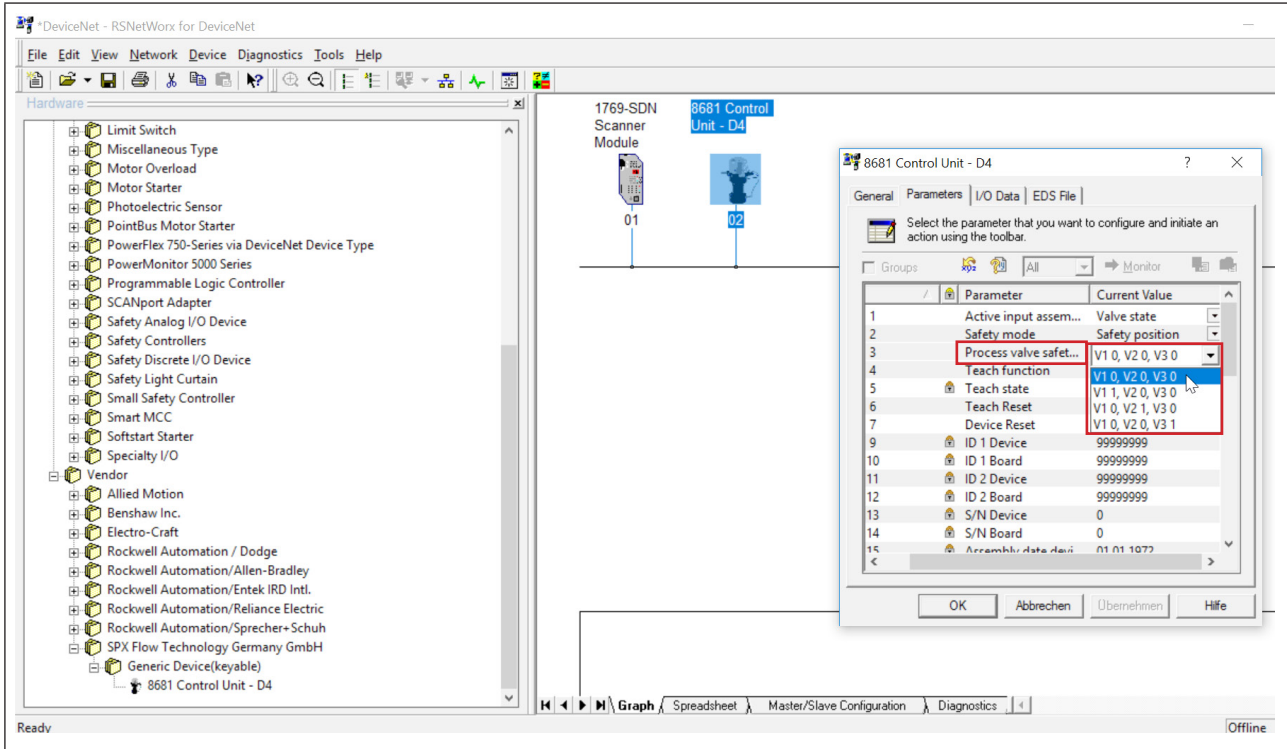 *DeviceNet - RSNetWorx for DeviceNet
File Edit View Network Device Diagnostics Tools Help
Hardware
Limit Switch
Miscellaneous Type
Motor Overload
Motor Starter
Photoelectric Sensor
PointBus Motor Starter
PowerFlex 750-Series via DeviceNet Device Type
PowerMonitor 5000 Series
Programmable Logic Controller
SCANport Adapter
Safety Analog I/O Device
Safety Controllers
Safety Discrete I/O Device
Safety Light Curtain
Small Safety Controller
Smart MCC
Softstart Starter
Specialty I/O
Vendor
Allied Motion
Benshaw Inc.
Electro-Craft
Rockwell Automation / Dodge
Rockwell Automation/Allen-Bradley
Rockwell Automation/Entek IRD Intl.
Rockwell Automation/Reliance Electric
Rockwell Automation/Sprecher+Schuh
SPX Flow Technology Germany GmbH
Generic Device(keyable)
8681 Control Unit - D4
1769-SDN
Scanner
Module
01
8681 Control
Unit - D4
02
8681 Control Unit - D4
General Parameters I/O Data EDS File
Select the parameter that you want to configure and initiate an
action using the toolbar.
Groups All Monitor
Parameter Current Value
1 Active input assem... Valve state
2 Safety mode Safety position
3 Process valve safet... V1 0, V2 0, V3 0
4 Teach function V1 0, V2 0, V3 0
5 Teach state V1 1, V2 0, V3 0
6 Teach Reset V1 0, V2 1, V3 0
7 Device Reset V1 0, V2 0, V3 1
9 ID 1 Device 99999999
10 ID 1 Board 99999999
11 ID 2 Device 99999999
12 ID 2 Board 99999999
13 S/N Device 0
14 S/N Board 0
15 Assembly date devi... 01.01.1972
OK Abbrechen Übernehmen Hilfe
Graph Spreadsheet Master/Slave Configuration Diagnostics
Ready Offline